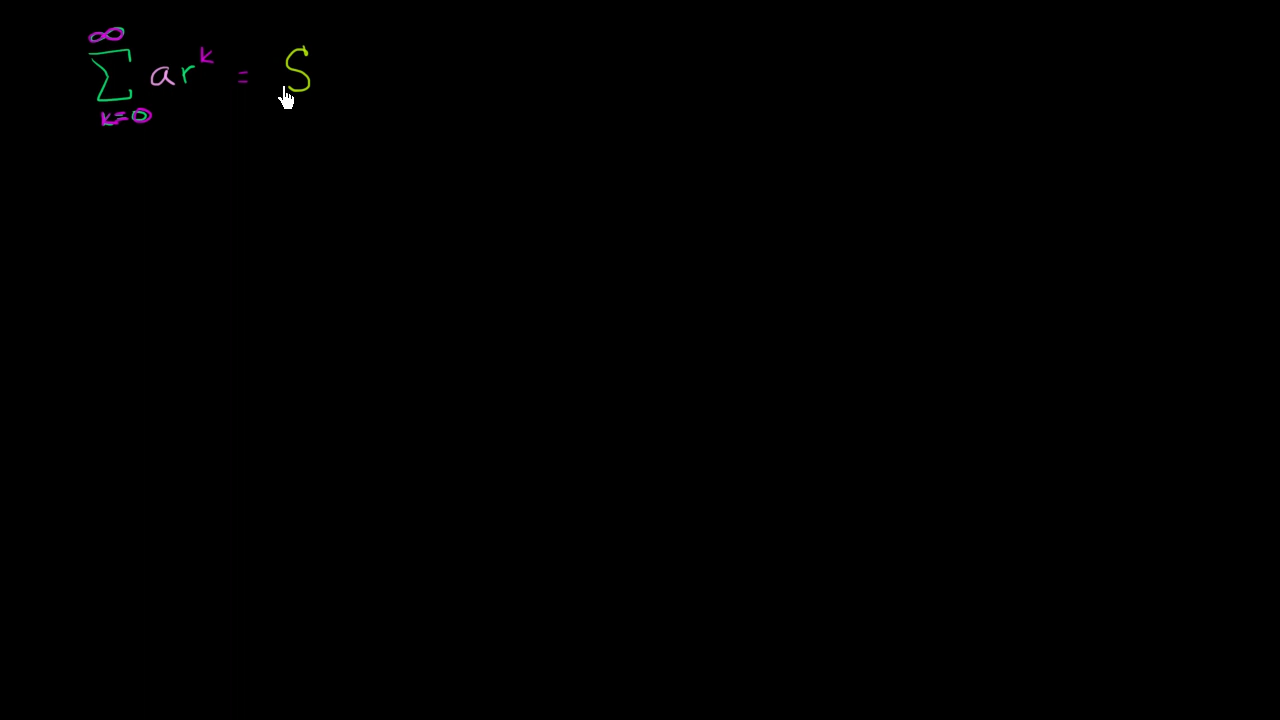 ∞
∑ ar^k = S
k=0